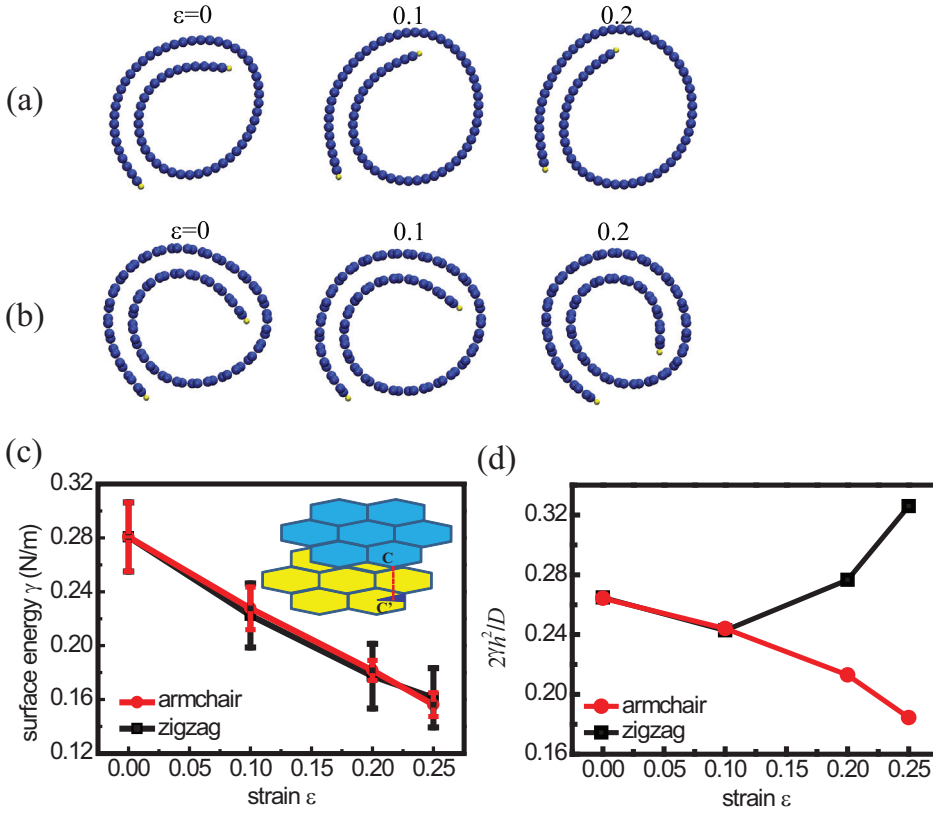 ε=0 0.1 0.2
(a)
ε=0 0.1 0.2
(b)
(c)
surface energy γ (N/m)
0.32
0.28
0.24
0.20
0.16
0.12
C
C'
armchair
zigzag
0.00 0.05 0.10 0.15 0.20 0.25
strain ε
(d)
2γh²/D
0.32
0.28
0.24
0.20
0.16
armchair
zigzag
0.00 0.05 0.10 0.15 0.20 0.25
strain ε